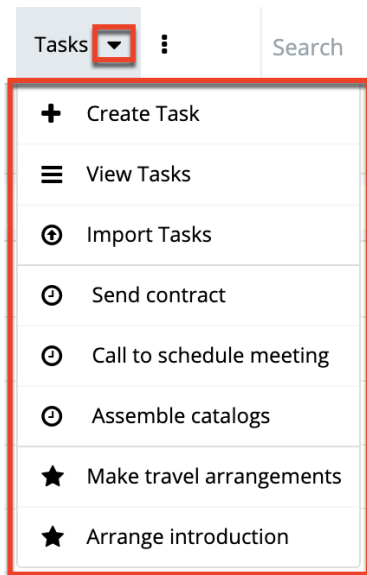 Tasks Search
Create Task
View Tasks
Import Tasks
Send contract
Call to schedule meeting
Assemble catalogs
Make travel arrangements
Arrange introduction